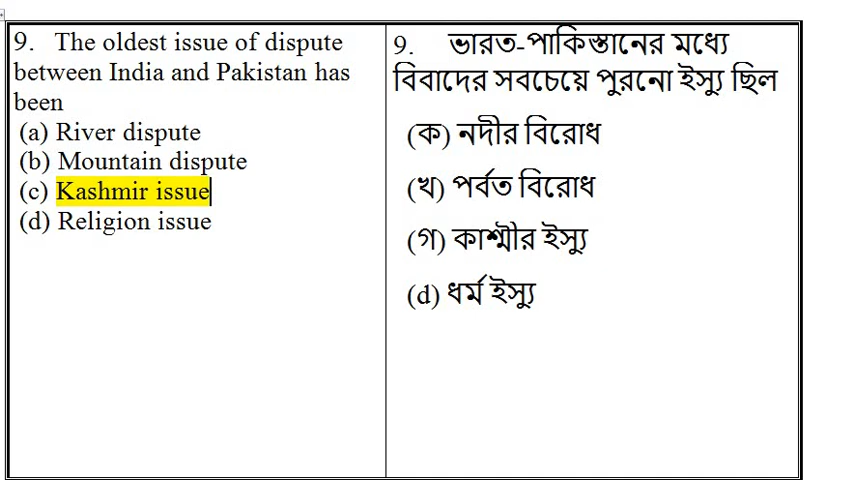 9. The oldest issue of dispute
between India and Pakistan has
been
(a) River dispute
(b) Mountain dispute
(c) Kashmir issue
(d) Religion issue
9. ভারত-পাকিস্তানের মধ্যে
বিবাদের সবচেয়ে পুরনো ইস্যু ছিল
(ক) নদীর বিরোধ
(খ) পর্বত বিরোধ
(গ) কাশ্মীর ইস্যু
(d) ধর্ম ইস্যু